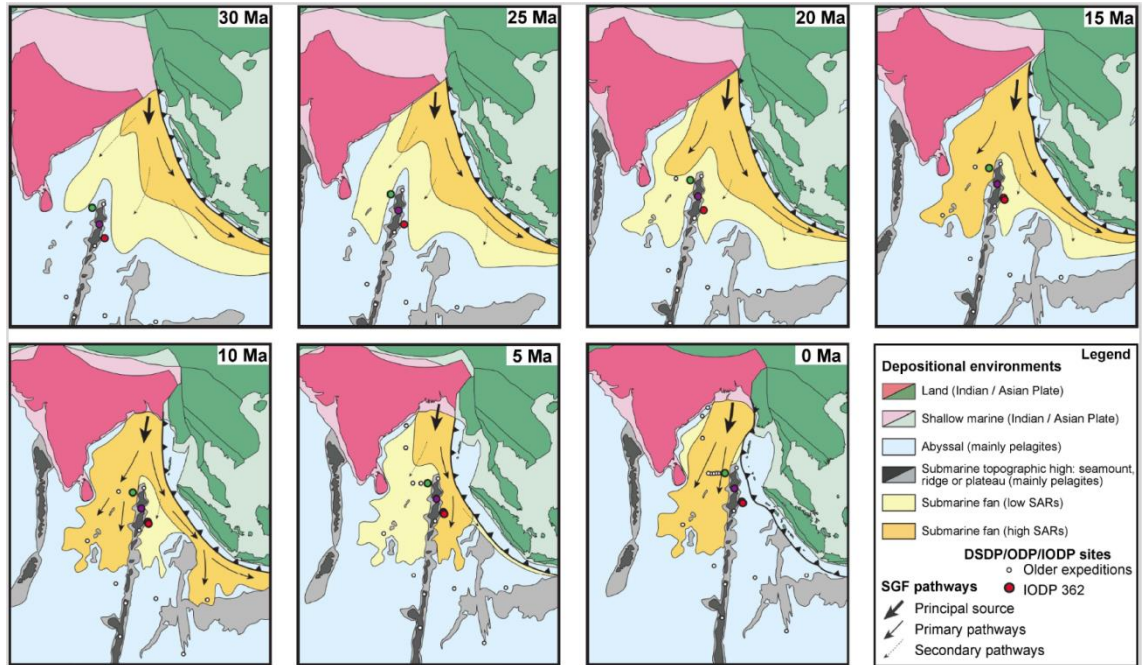 30 Ma
25 Ma
20 Ma
15 Ma
10 Ma
5 Ma
0 Ma
Legend
Depositional environments
Land (Indian / Asian Plate)
Shallow marine (Indian / Asian Plate)
Abyssal (mainly pelagites)
Submarine topographic high: seamount,
ridge or plateau (mainly pelagites)
Submarine fan (low SARs)
Submarine fan (high SARs)
DSDP/ODP/IODP sites
Older expeditions
IODP 362
SGF pathways
Principal source
Primary pathways
Secondary pathways